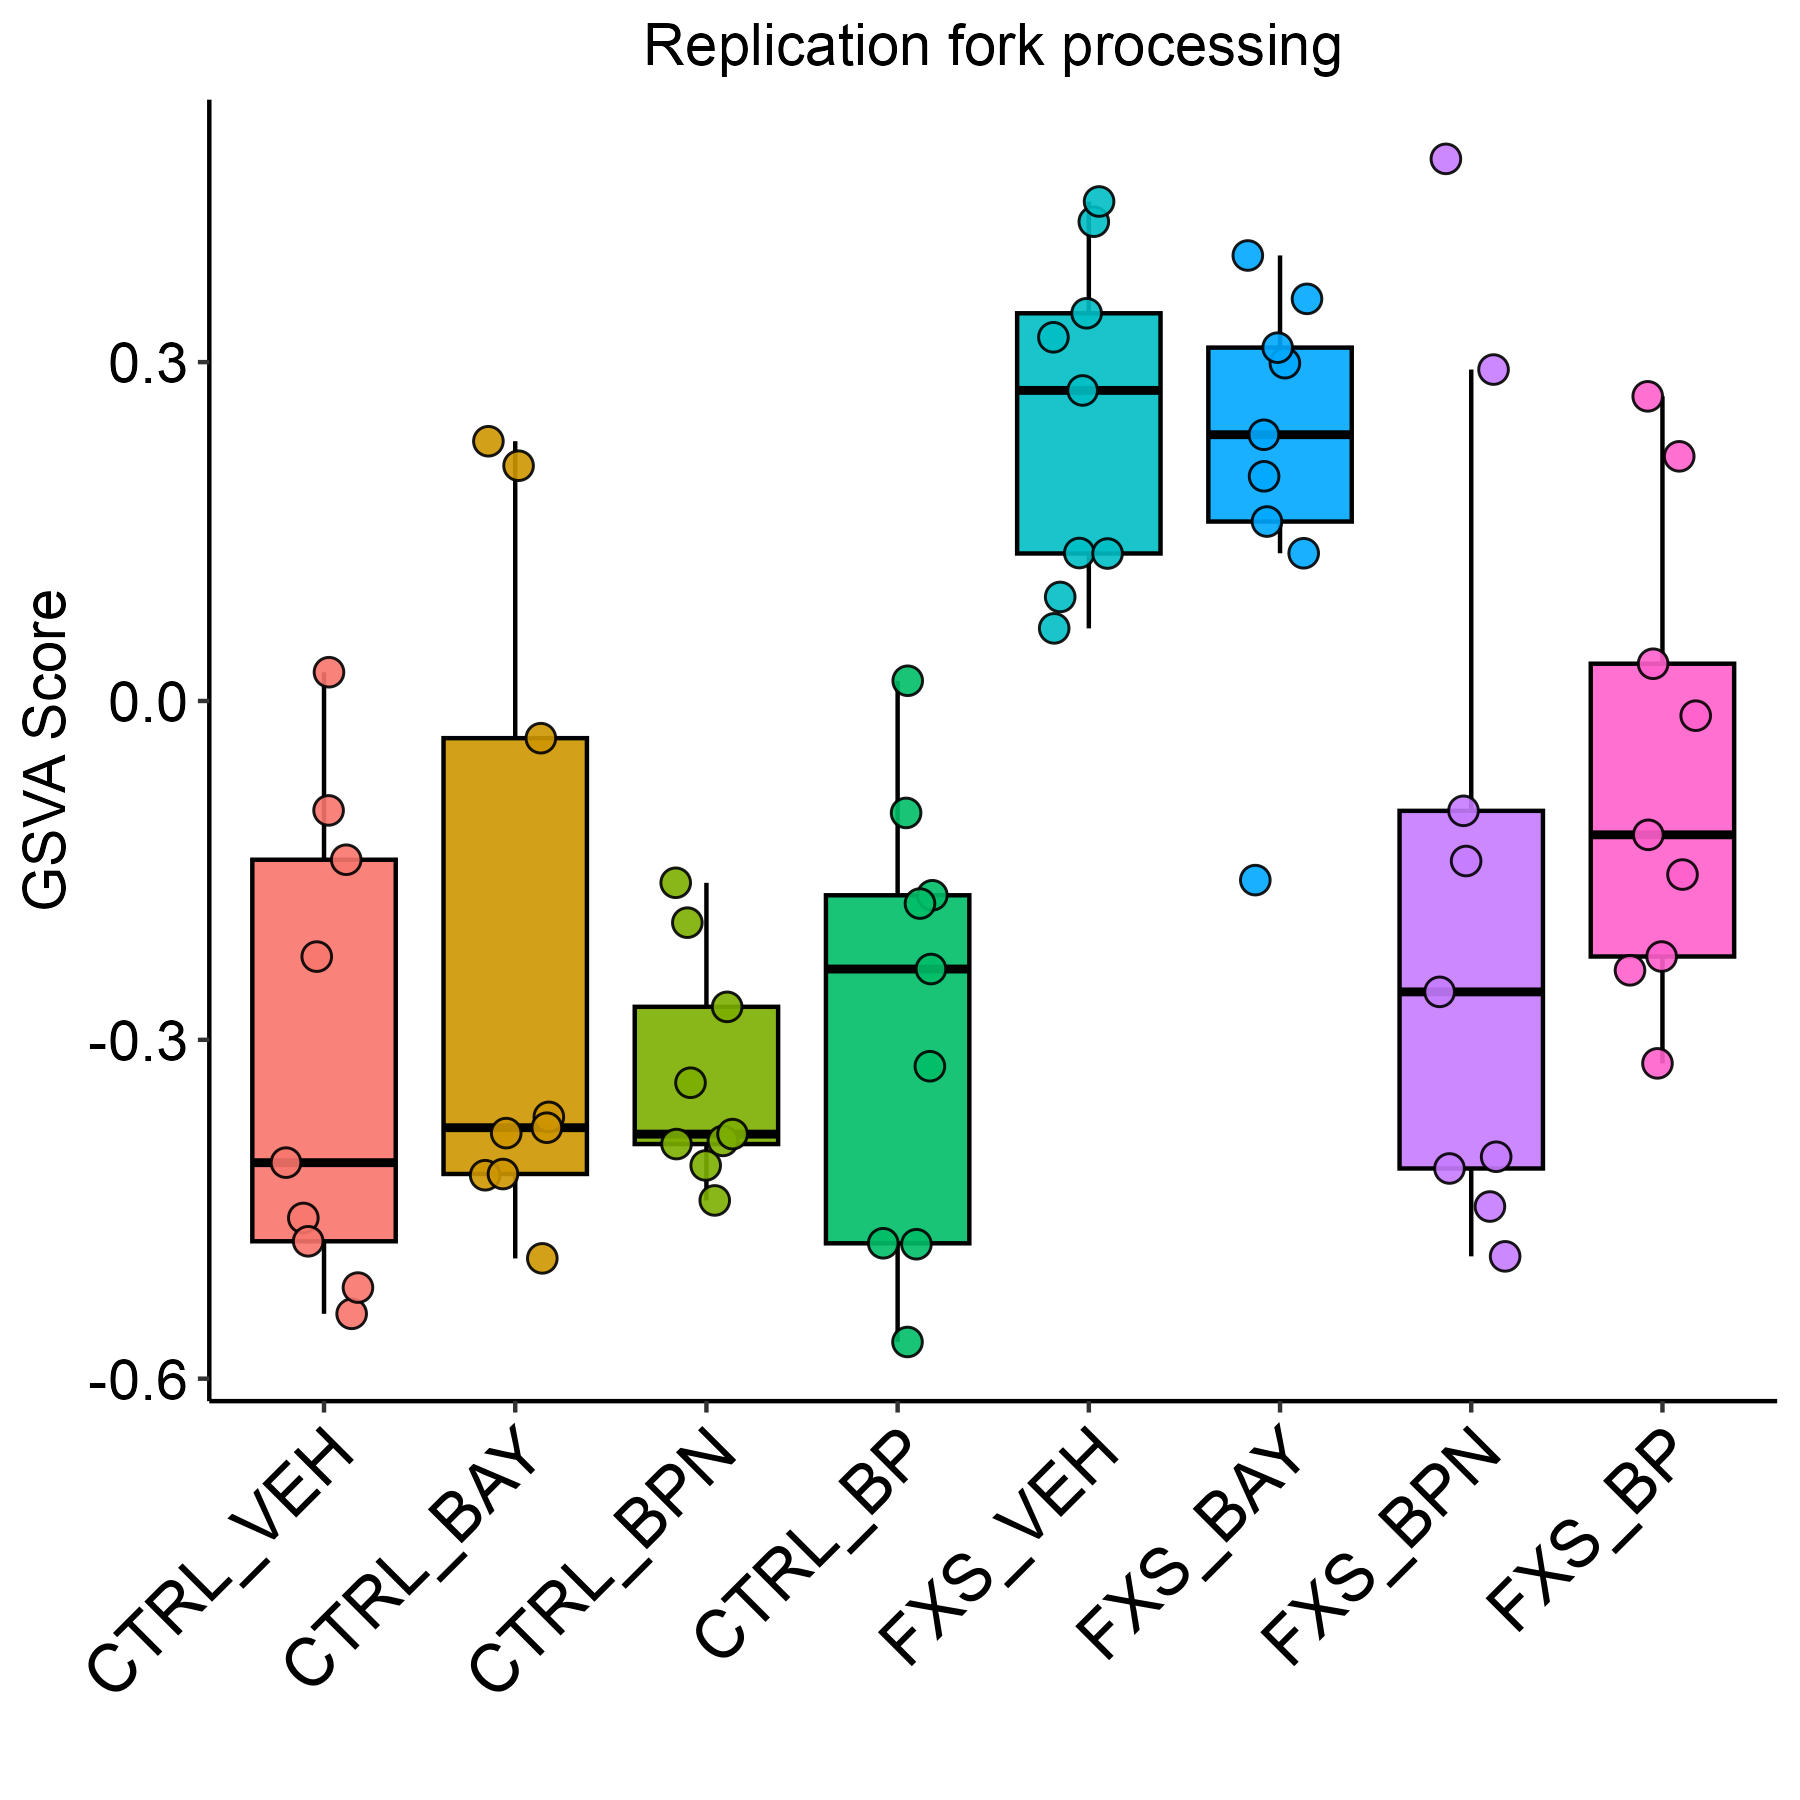 Replication fork processing
GSVA Score
0.3
0.0
-0.3
-0.6
CTRL_VEH
CTRL_BAY
CTRL_BPN
CTRL_BP
FXS_VEH
FXS_BAY
FXS_BPN
FXS_BP